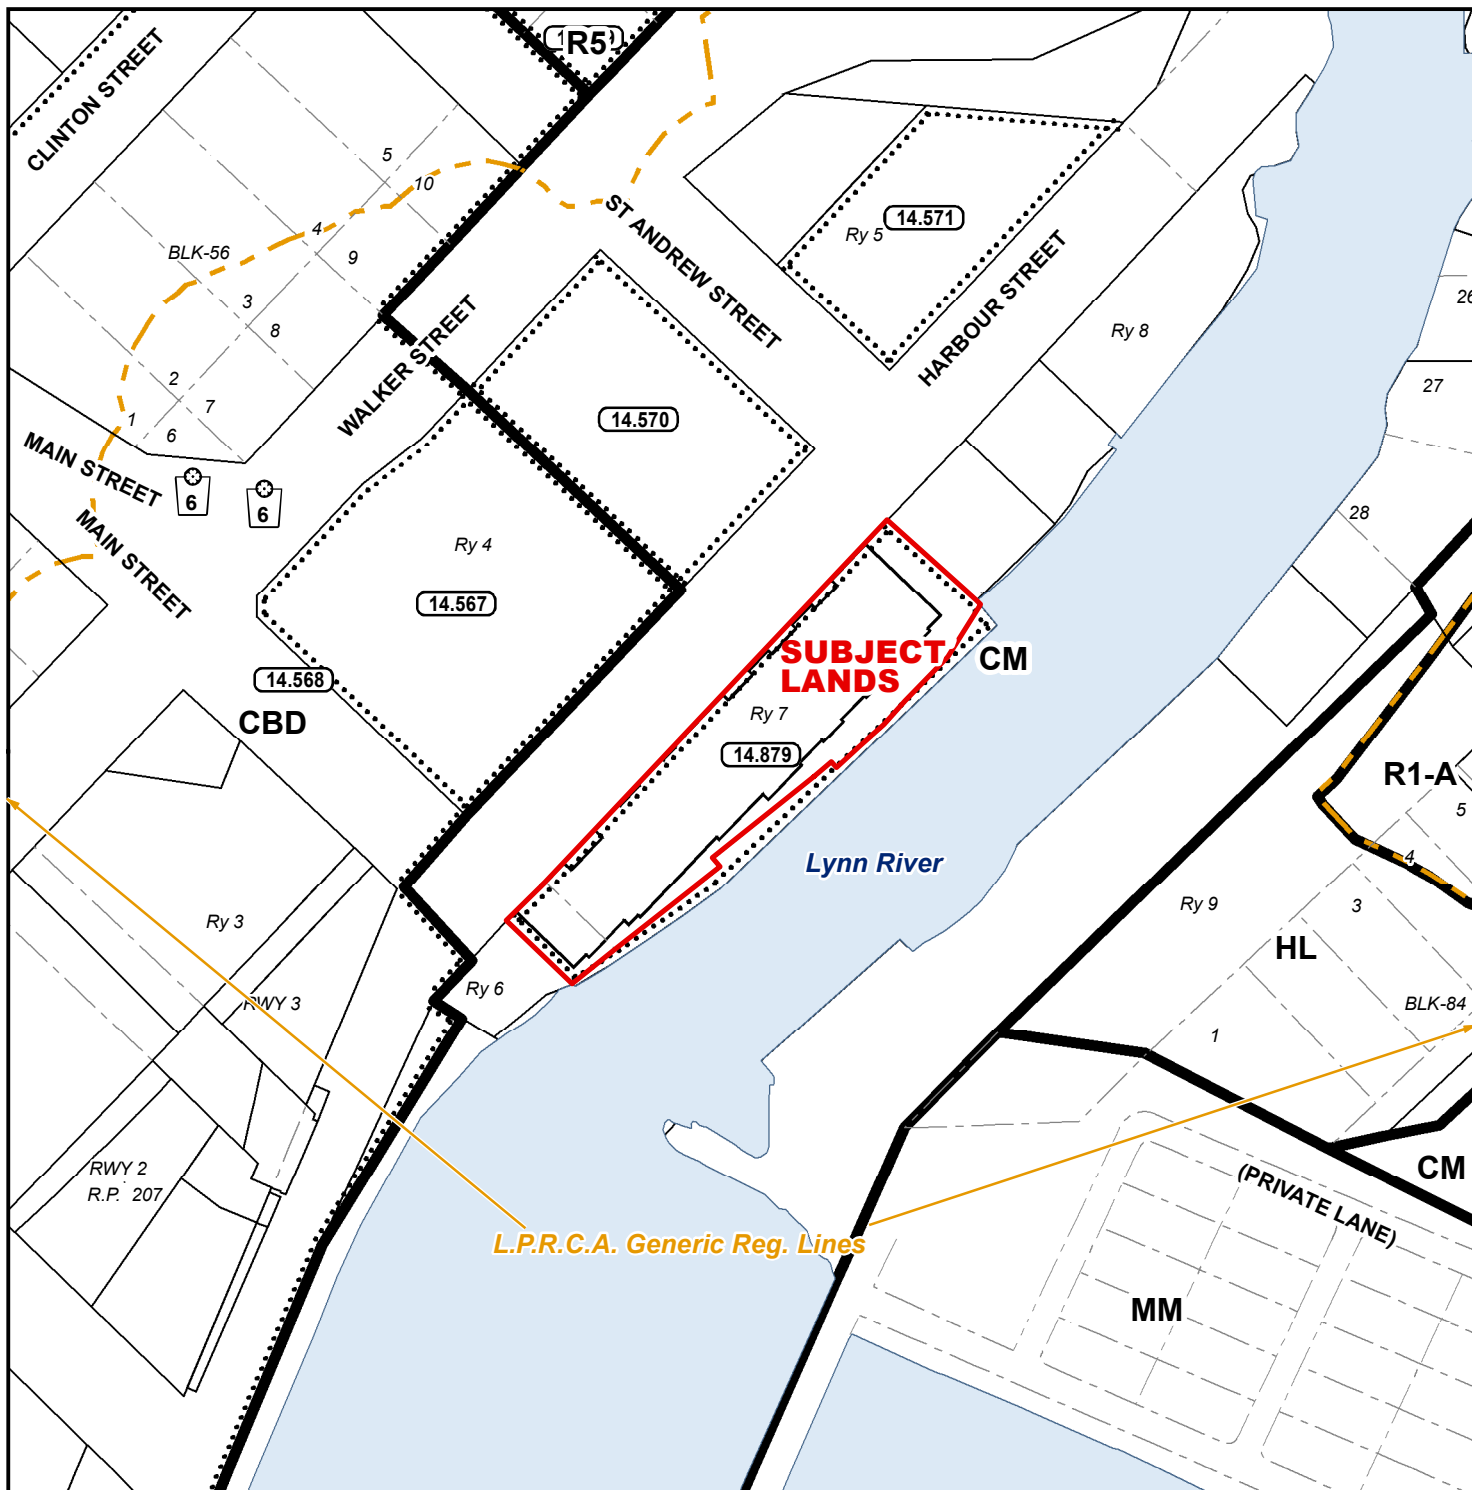 R5
CLINTON STREET
5
10
ST ANDREW STREET
14.571
Ry 5
4
BLK-56
9
HARBOUR STREET
26
3
8
Ry 8
WALKER STREET
2
7
27
1
6
14.570
MAIN STREET
6
6
MAIN STREET
28
Ry 4
14.567
SUBJECT
LANDS
CM
14.568
CBD
Ry 7
14.879
R1-A
5
Lynn River
4
Ry 3
Ry 9
3
HL
Ry 6
RWY 3
BLK-84
1
RWY 2
R.P. 207
CM
(PRIVATE LANE)
L.P.R.C.A. Generic Reg. Lines
MM